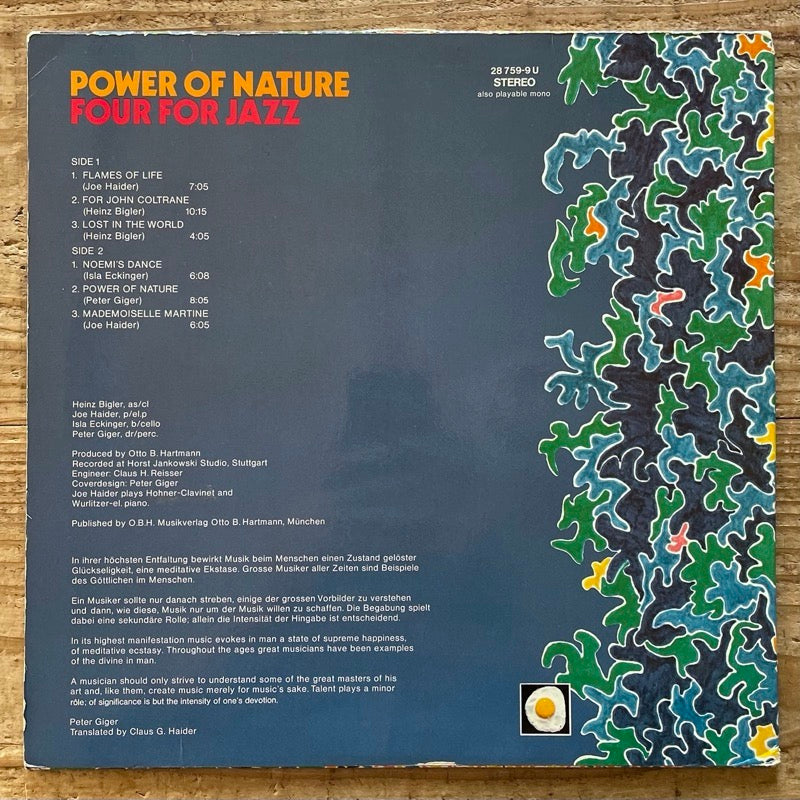 POWER OF NATURE
FOUR FOR JAZZ
28 759-9 U
STEREO
also playable mono
SIDE 1
1. FLAMES OF LIFE
(Joe Haider) 7:05
2. FOR JOHN COLTRANE
(Heinz Bigler) 10:15
3. LOST IN THE WORLD
(Heinz Bigler) 4:05
SIDE 2
1. NOEMI'S DANCE
(Isla Eckinger) 6:08
2. POWER OF NATURE
(Peter Giger) 8:05
3. MADEMOISELLE MARTINE
(Joe Haider) 6:05
Heinz Bigler, as/cl
Joe Haider, p/el.p
Isla Eckinger, b/cello
Peter Giger, dr/perc.
Produced by Otto B. Hartmann
Recorded at Horst Jankowski Studio, Stuttgart
Engineer: Claus H. Reisser
Coverdesign: Peter Giger
Joe Haider plays Hohner-Clavinet and
Wurlitzer-el. piano.
Published by O.B.H. Musikverlag Otto B. Hartmann, München
In ihrer höchsten Entfaltung bewirkt Musik beim Menschen einen Zustand gelöster
Glückseligkeit, eine meditative Ekstase. Grosse Musiker aller Zeiten sind Beispiele
des Göttlichen im Menschen.
Ein Musiker sollte nur danach streben, einige der grossen Vorbilder zu verstehen
und dann, wie diese, Musik nur um der Musik willen zu schaffen. Die Begabung spielt
dabei eine sekundäre Rolle; allein die Intensität der Hingabe ist entscheidend.
In its highest manifestation music evokes in man a state of supreme happiness,
of meditative ecstasy. Throughout the ages great musicians have been examples
of the divine in man.
A musician should only strive to understand some of the great masters of his
art and, like them, create music merely for music's sake. Talent plays a minor
rôle; of significance is but the intensity of one's devotion.
Peter Giger
Translated by Claus G. Haider